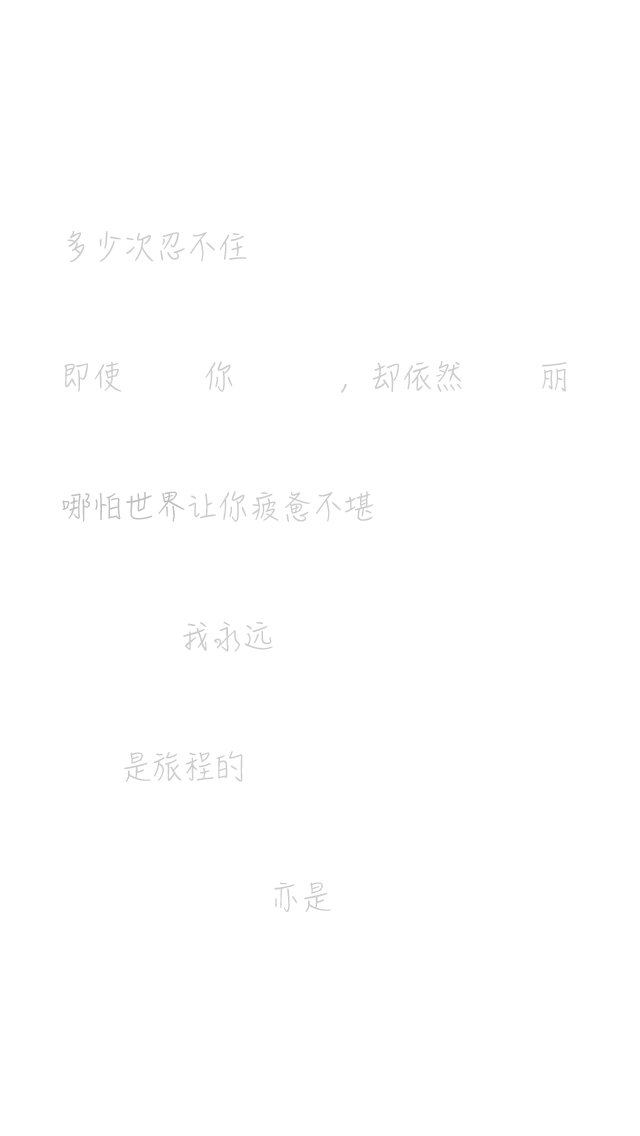 多少次忍不住
即使 你 ，却依然 丽
哪怕世界让你疲惫不堪
我永远
是旅程的
亦是